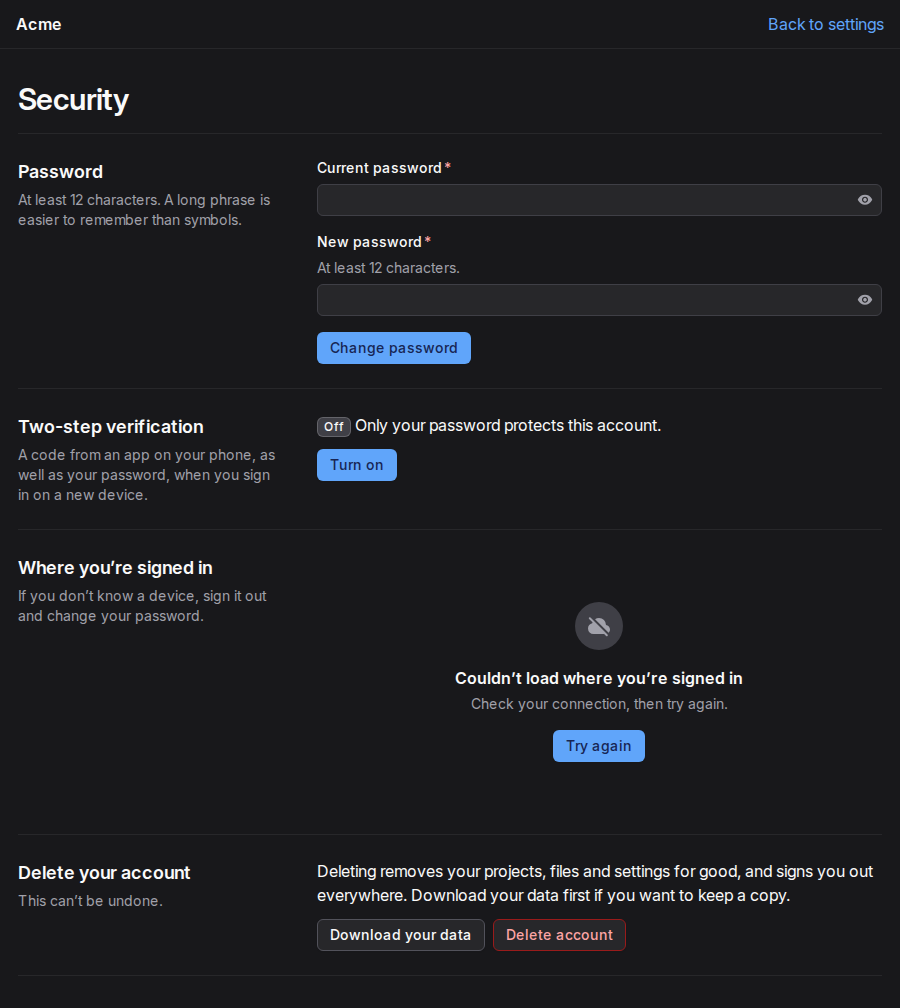 Acme
Back to settings
Security
Password
At least 12 characters. A long phrase is
easier to remember than symbols.
Current password *
New password *
At least 12 characters.
Change password
Two-step verification
A code from an app on your phone, as
well as your password, when you sign
in on a new device.
Off Only your password protects this account.
Turn on
Where you’re signed in
If you don’t know a device, sign it out
and change your password.
Couldn’t load where you’re signed in
Check your connection, then try again.
Try again
Delete your account
This can’t be undone.
Deleting removes your projects, files and settings for good, and signs you out
everywhere. Download your data first if you want to keep a copy.
Download your data
Delete account